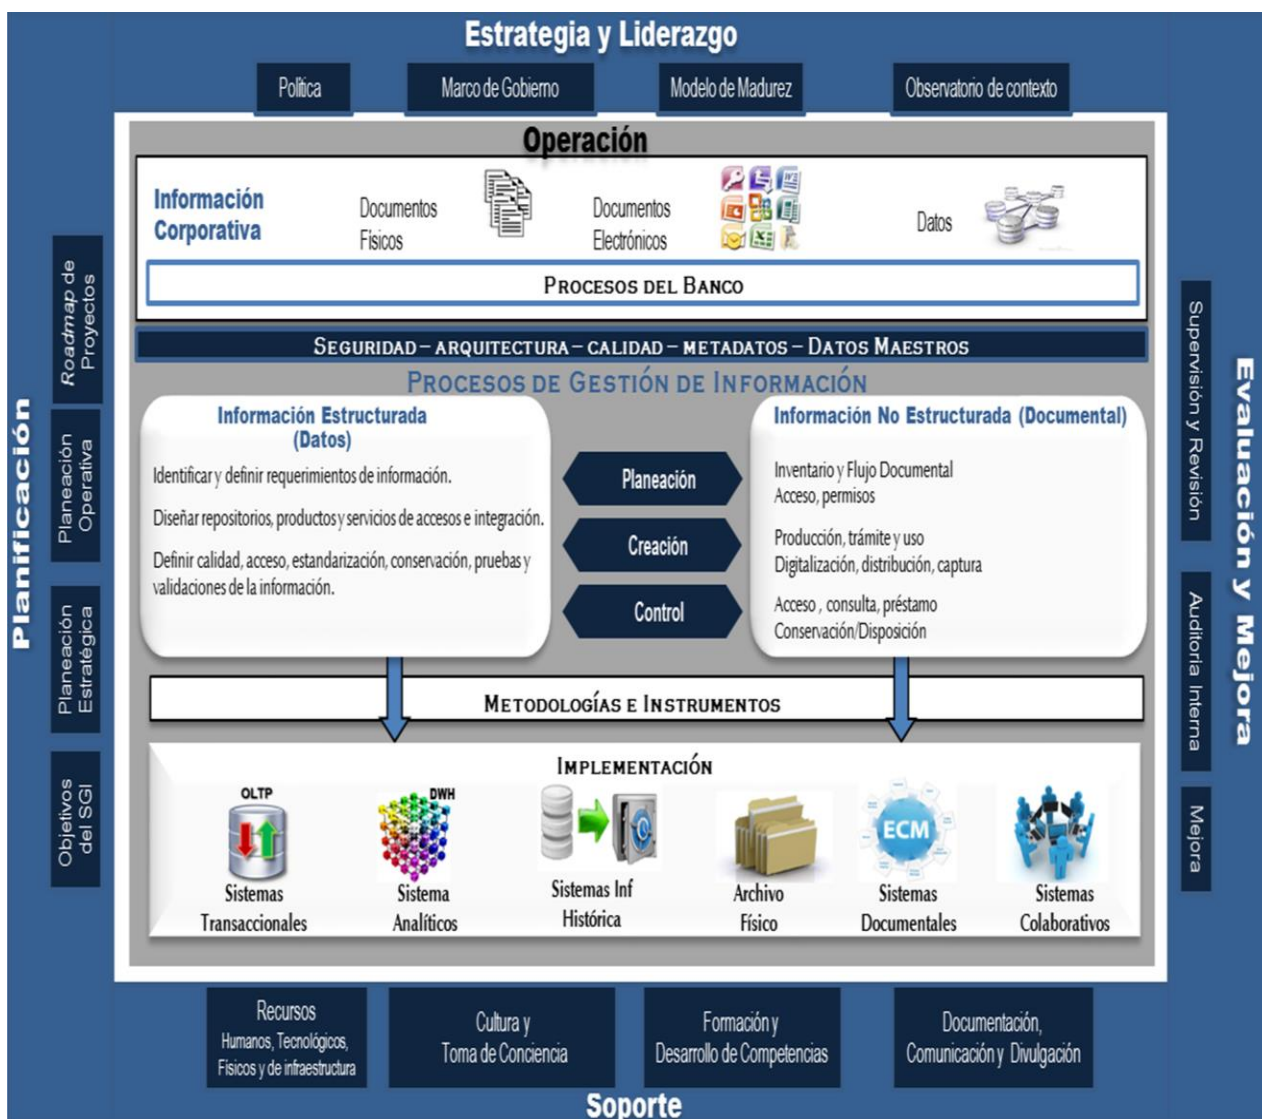 Estrategia y Liderazgo
Política
Marco de Gobierno
Modelo de Madurez
Observatorio de contexto
Operación
Información
Corporativa
Documentos
Físicos
Documentos
Electrónicos
Datos
PROCESOS DEL BANCO
SEGURIDAD – ARQUITECTURA – CALIDAD – METADATOS – DATOS MAESTROS
PROCESOS DE GESTIÓN DE INFORMACIÓN
Información Estructurada
(Datos)
Identificar y definir requerimientos de información.
Diseñar repositorios, productos y servicios de accesos e integración.
Definir calidad, acceso, estandarización, conservación, pruebas y
validaciones de la información.
Planeación
Creación
Control
Información No Estructurada (Documental)
Inventario y Flujo Documental
Acceso, permisos
Producción, trámite y uso
Digitalización, distribución, captura
Acceso , consulta, préstamo
Conservación/Disposición
METODOLOGÍAS E INSTRUMENTOS
IMPLEMENTACIÓN
OLTP
Sistemas
Transaccionales
DWH
Sistema
Analíticos
Sistemas Inf
Histórica
Archivo
Físico
ECM
Sistemas
Documentales
Sistemas
Colaborativos
Planificación
Roadmap de
Proyectos
Planeación
Operativa
Planeación
Estratégica
Objetivos
del SGI
Evaluación y Mejora
Supervisión y Revisión
Auditoria Interna
Mejora
Recursos
Humanos, Tecnológicos,
Físicos y de infraestructura
Cultura y
Toma de Conciencia
Formación y
Desarrollo de Competencias
Documentación,
Comunicación y Divulgación
Soporte